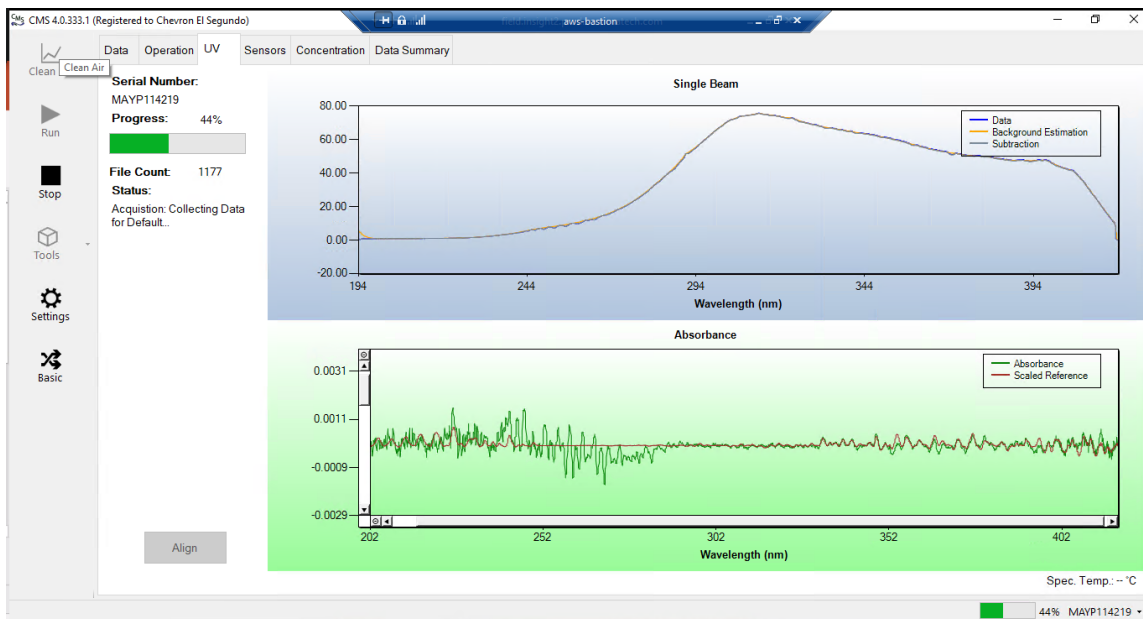 CMS CMS 4.0.333.1 (Registered to Chevron El Segundo)
aws-bastion
Data Operation UV Sensors Concentration Data Summary
Clean
Clean Air
Run
Stop
Tools
Settings
Basic
Serial Number:
MAYP114219
Progress: 44%
File Count: 1177
Status:
Acquistion: Collecting Data
for Default...
Align
Single Beam
80.00
60.00
40.00
20.00
0.00
-20.00
194 244 294 344 394
Wavelength (nm)
Data
Background Estimation
Subtraction
Absorbance
0.0031
0.0011
-0.0009
-0.0029
202 252 302 352 402
Wavelength (nm)
Absorbance
Scaled Reference
Spec. Temp.: -- °C
44% MAYP114219